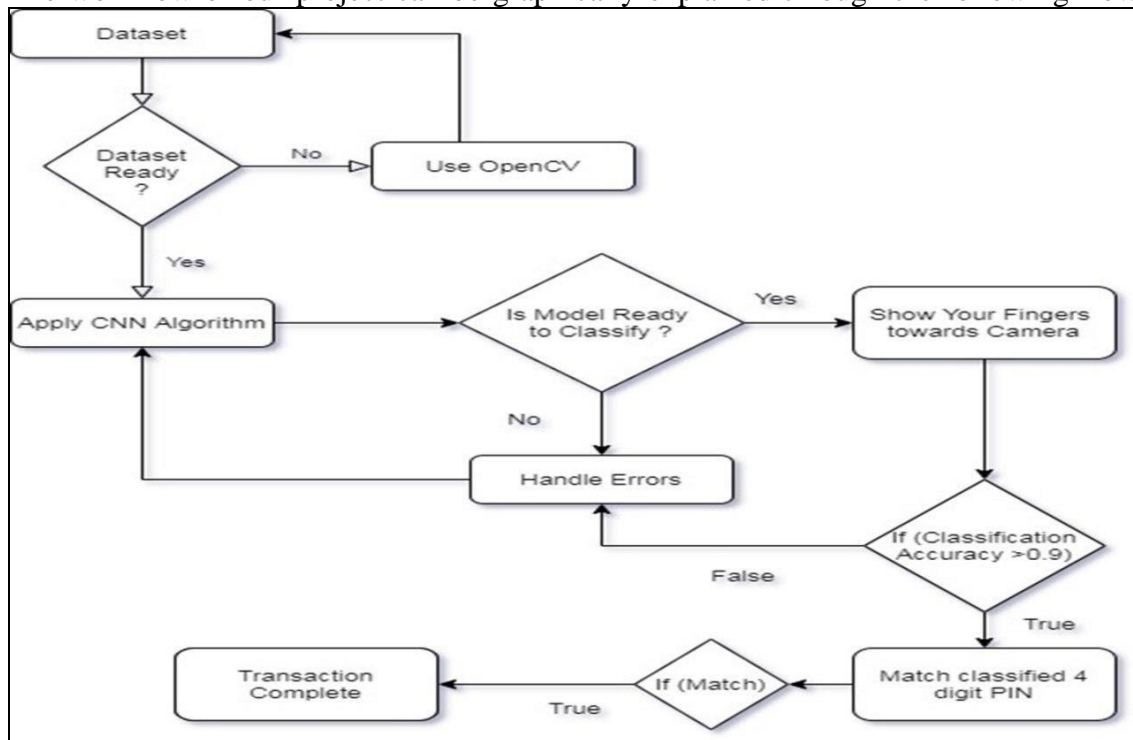 Dataset
Dataset
Ready
?
No
Use OpenCV
Yes
Apply CNN Algorithm
Is Model Ready
to Classify ?
Yes
Show Your Fingers
towards Camera
No
Handle Errors
If (Classification
Accuracy >0.9)
False
True
Match classified 4
digit PIN
If (Match)
True
Transaction
Complete